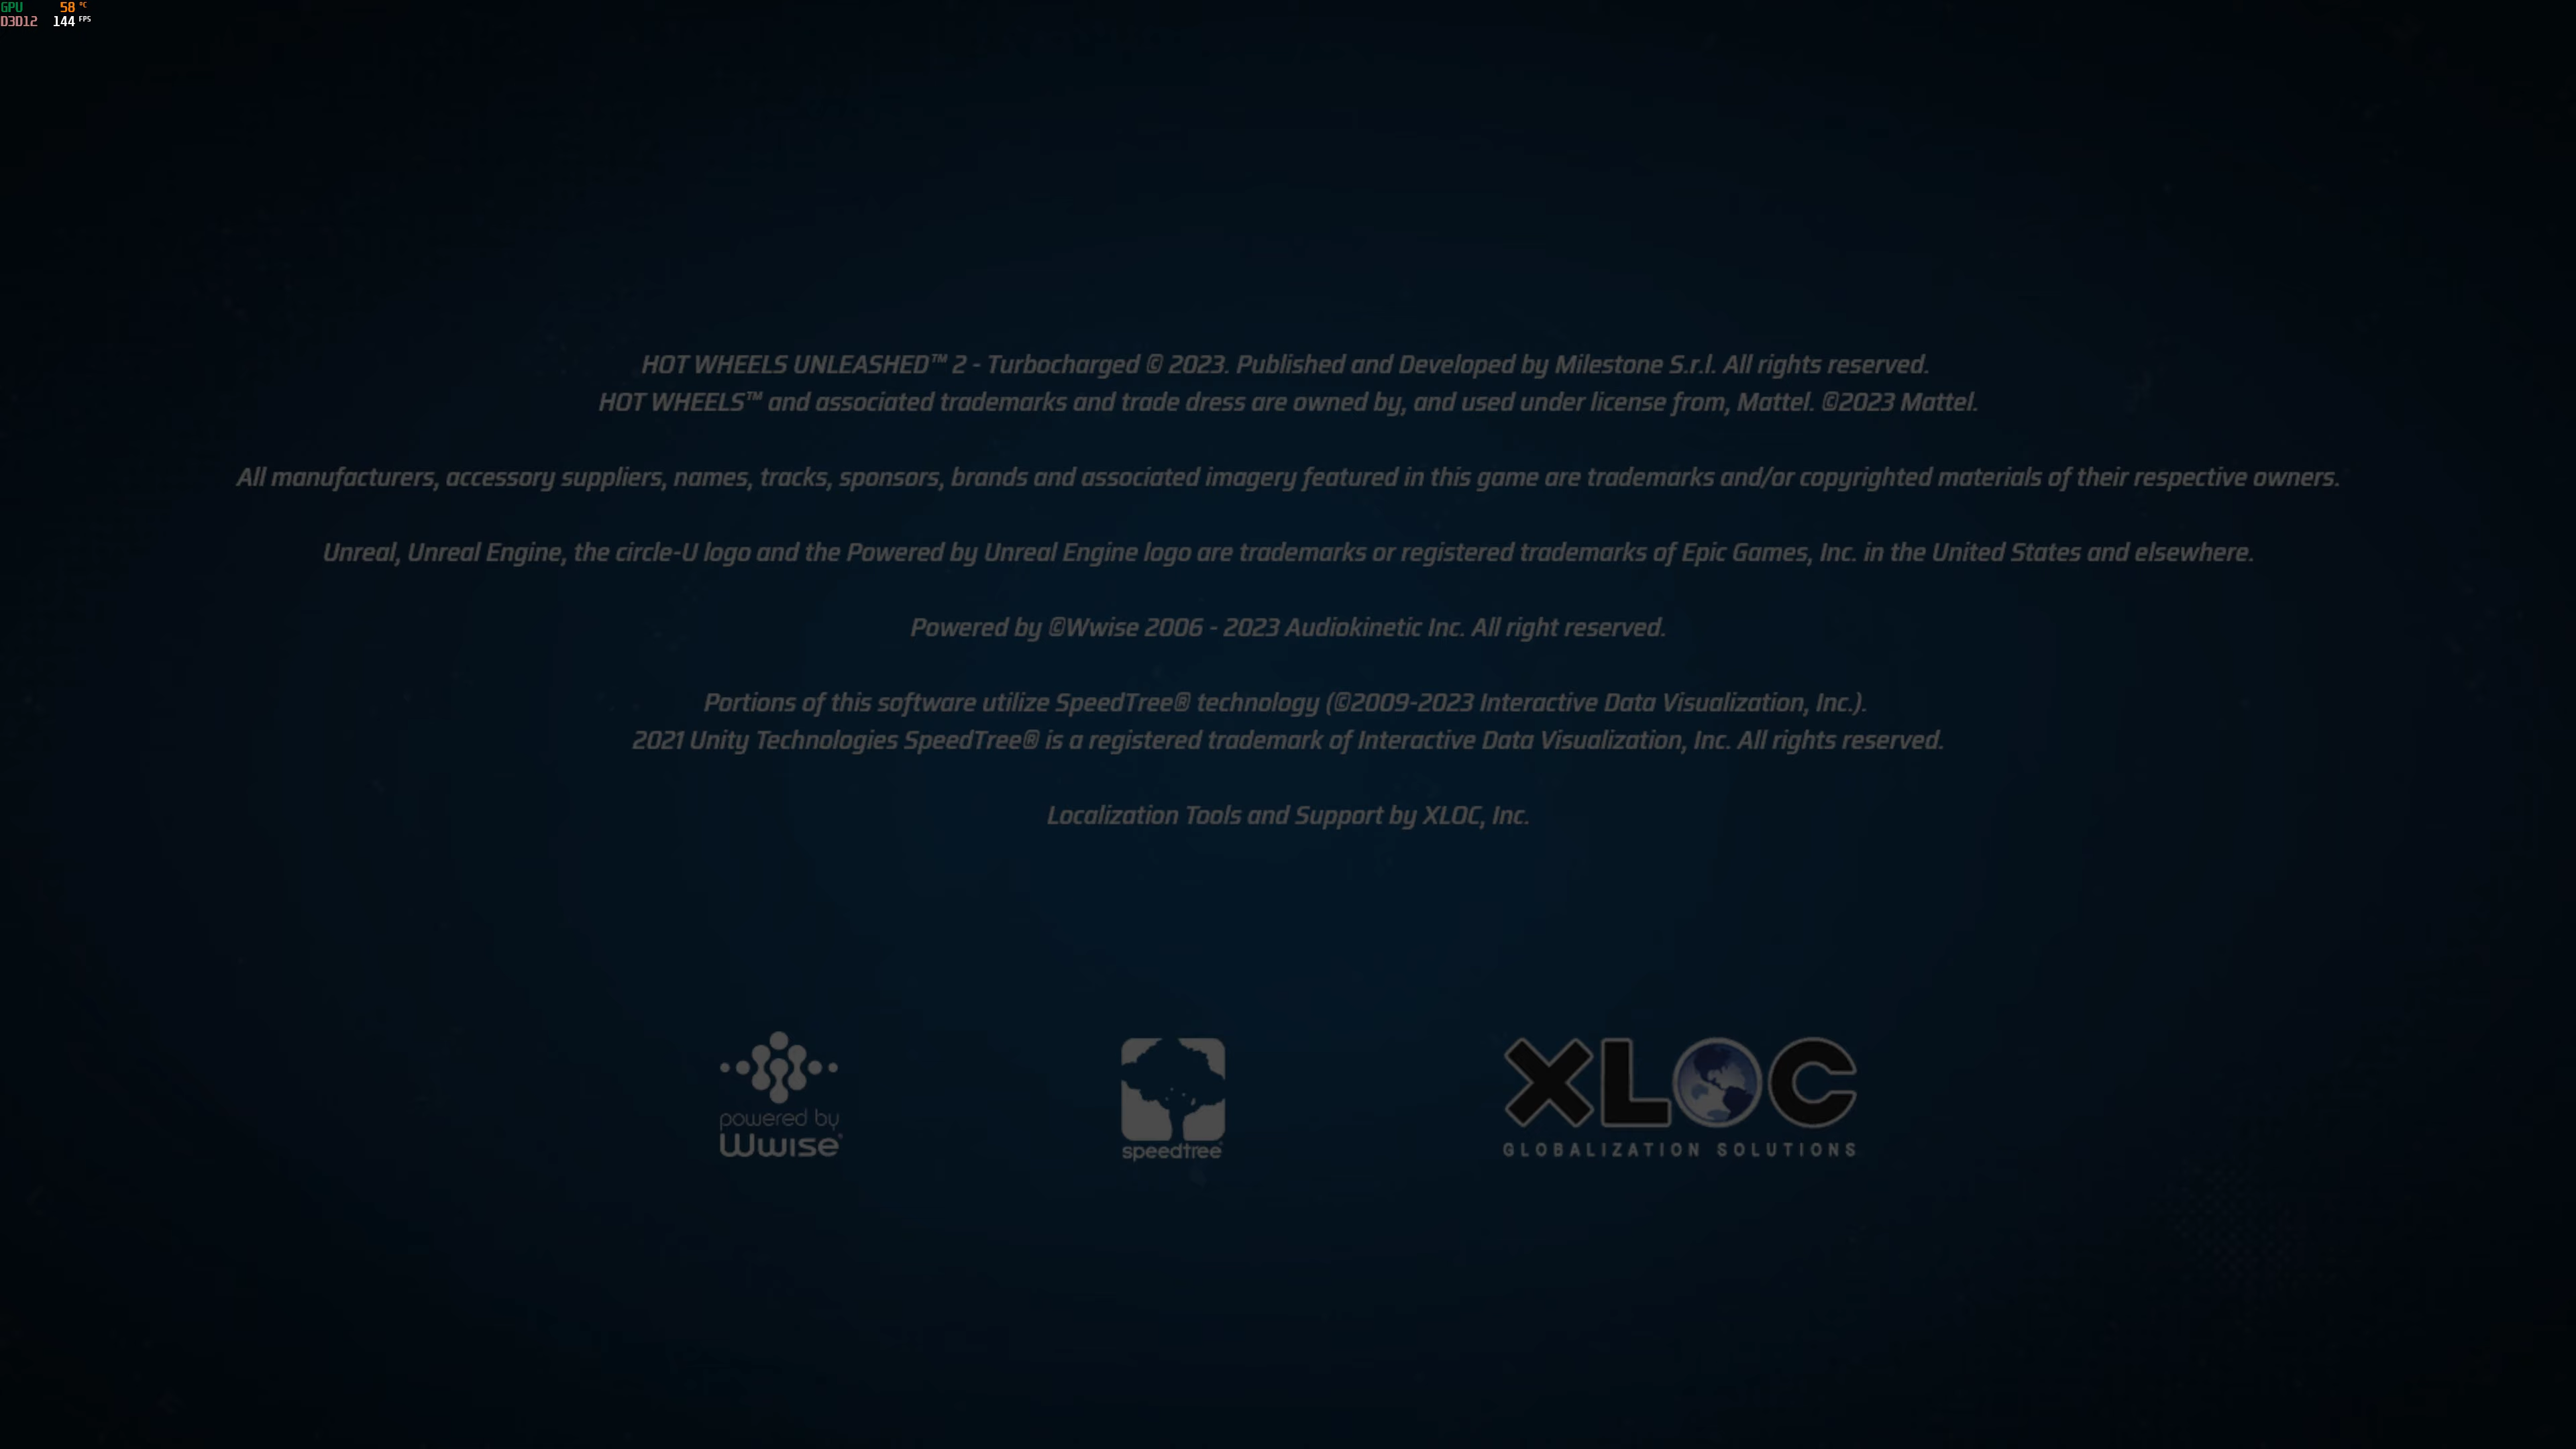 GPU 58 °C
D3D12 144 FPS
HOT WHEELS UNLEASHED™ 2 - Turbocharged © 2023. Published and Developed by Milestone S.r.l. All rights reserved.
HOT WHEELS™ and associated trademarks and trade dress are owned by, and used under license from, Mattel. ©2023 Mattel.
All manufacturers, accessory suppliers, names, tracks, sponsors, brands and associated imagery featured in this game are trademarks and/or copyrighted materials of their respective owners.
Unreal, Unreal Engine, the circle-U logo and the Powered by Unreal Engine logo are trademarks or registered trademarks of Epic Games, Inc. in the United States and elsewhere.
Powered by ©Wwise 2006 - 2023 Audiokinetic Inc. All right reserved.
Portions of this software utilize SpeedTree® technology (©2009-2023 Interactive Data Visualization, Inc.).
2021 Unity Technologies SpeedTree® is a registered trademark of Interactive Data Visualization, Inc. All rights reserved.
Localization Tools and Support by XLOC, Inc.
powered by
Wwise®
speedtree®
XLOC
GLOBALIZATION SOLUTIONS